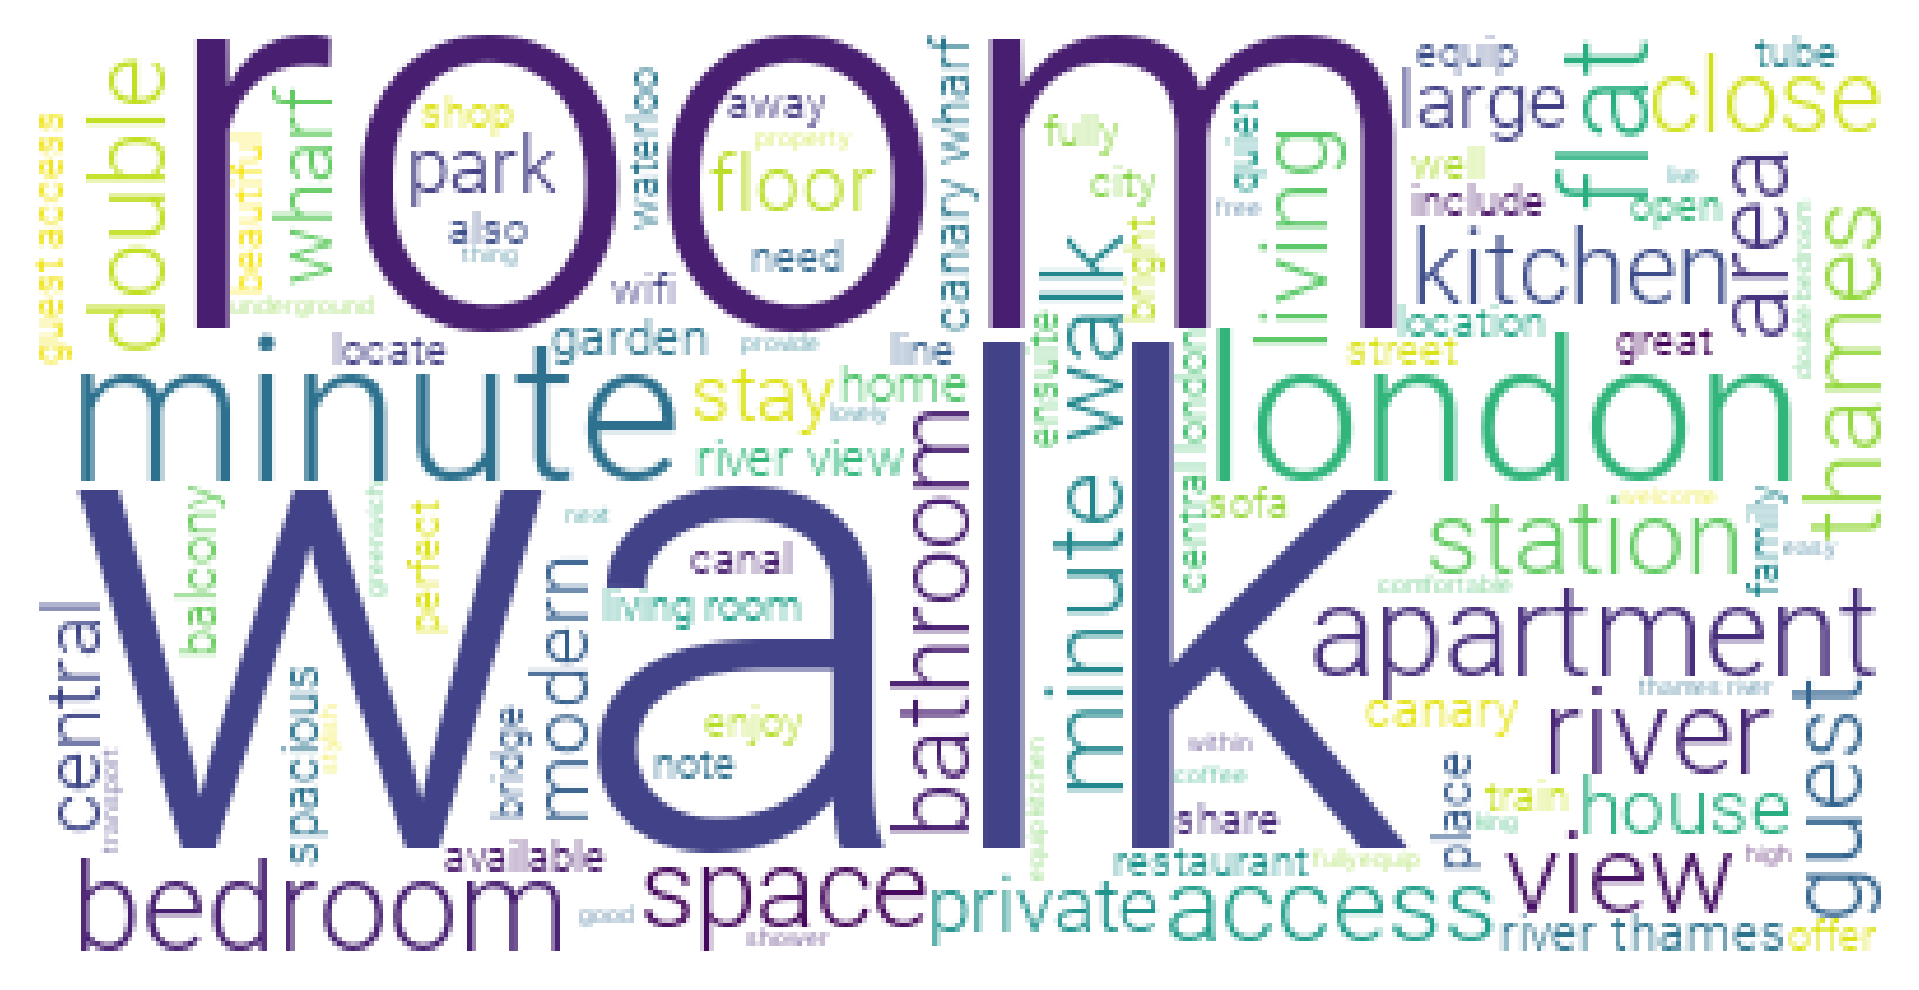 room
walk
minute
london
double
guest access
beautiful
wharf
underground
shop
park
also
thing
waterloo
away
property
floor
need
wifi
canary wharf
fully
city
bright
quiet
free
living
equip
large
flat
tube
close
well
include
live
open
area
kitchen
location
double bedroom
thames
locate
garden
provide
line
street
great
stay
home
lovely
river view
ensuite
minute walk
central london
bathroom
sofa
welcome
station
family
easily
comfortable
balcony
greenwich
perfect
nest
modern
canal
living room
central
transport
spacious
stylish
bridge
enjoy
note
apartment
thames river
canary
river
guest
within
coffee
share
equip kitchen
place
train
king
house
bedroom
available
good
space
shower
private
restaurant
fully equip
access
view
high
river thames
offer